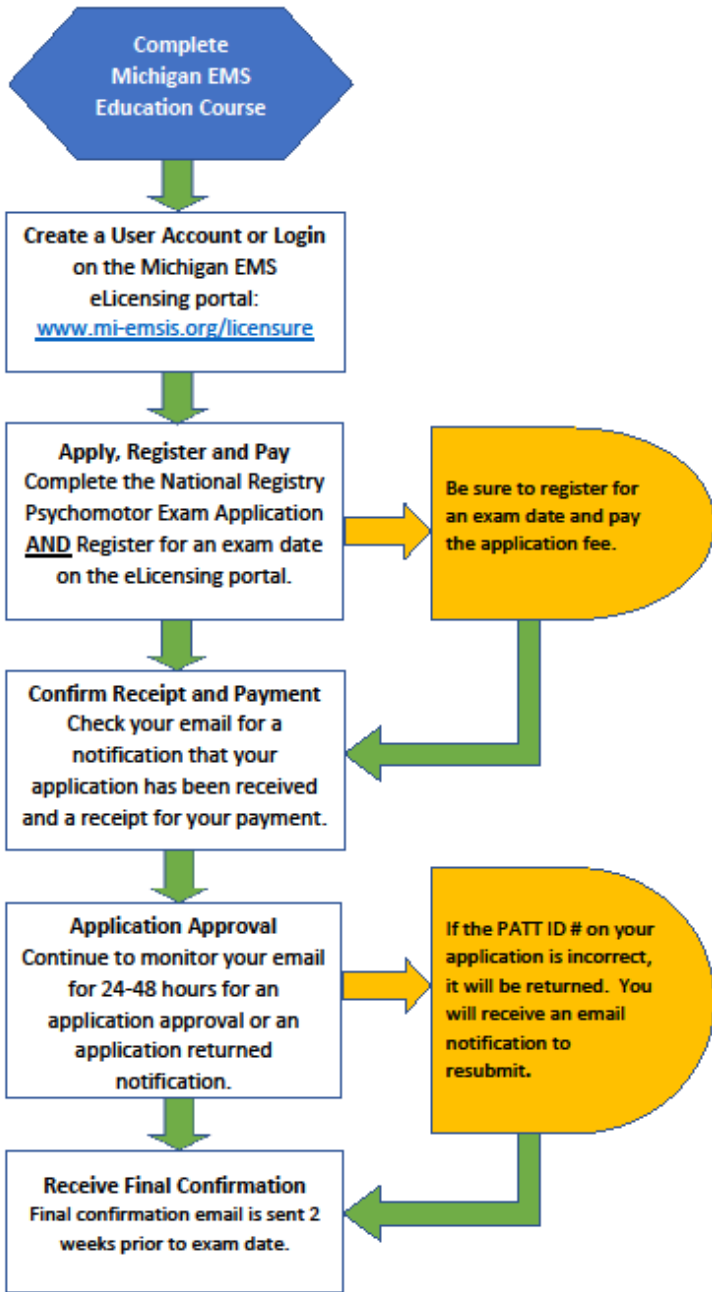 Complete
Michigan EMS
Education Course
Create a User Account or Login
on the Michigan EMS
eLicensing portal:
www.mi-emsis.org/licensure
Apply, Register and Pay
Complete the National Registry
Psychomotor Exam Application
AND Register for an exam date
on the eLicensing portal.
Be sure to register for
an exam date and pay
the application fee.
Confirm Receipt and Payment
Check your email for a
notification that your
application has been received
and a receipt for your payment.
Application Approval
Continue to monitor your email
for 24-48 hours for an
application approval or an
application returned
notification.
If the PATT ID # on your
application is incorrect,
it will be returned.  You
will receive an email
notification to
resubmit.
Receive Final Confirmation
Final confirmation email is sent 2
weeks prior to exam date.